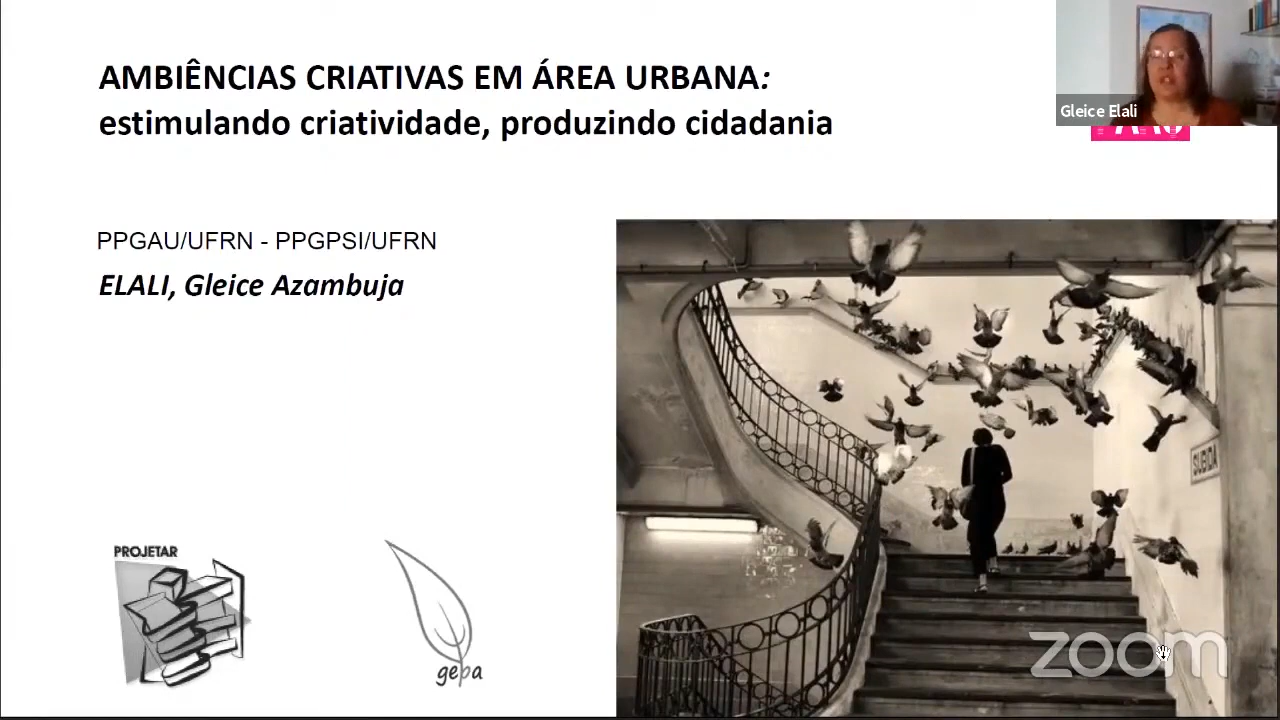 AMBIÊNCIAS CRIATIVAS EM ÁREA URBANA:
estimulando criatividade, produzindo cidadania
Gleice Elali
PPGAU/UFRN - PPGPSI/UFRN
ELALI, Gleice Azambuja
SUBIDA
PROJETAR
gepa
zoom